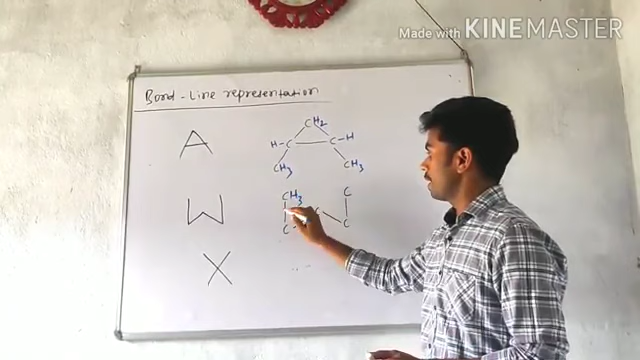 Made with KINEMASTER
Bond-Line representation
A
CH2
H-C
C-H
CH3
CH3
W
CH3
C
C
C
C
X